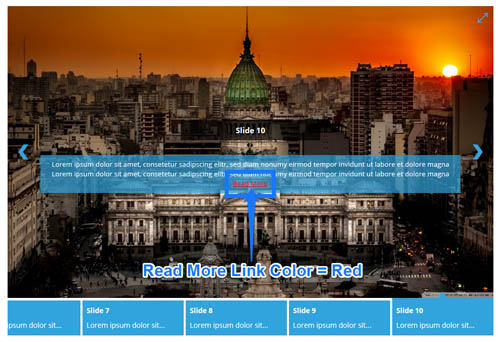 Slide 10
Lorem ipsum dolor sit amet, consetetur sadipscing elitr, sed diam nonumy eirmod tempor invidunt ut labore et dolore magna
Lorem ipsum dolor sit amet, consetetur sadipscing elitr, sed diam nonumy eirmod tempor invidunt ut labore et dolore magna
Read More
Read More Link Color = Red
Slide 7
Slide 8
Slide 9
Slide 10
ipsum dolor sit...
Lorem ipsum dolor sit...
Lorem ipsum dolor sit...
Lorem ipsum dolor sit...
Lorem ipsum dolor sit...